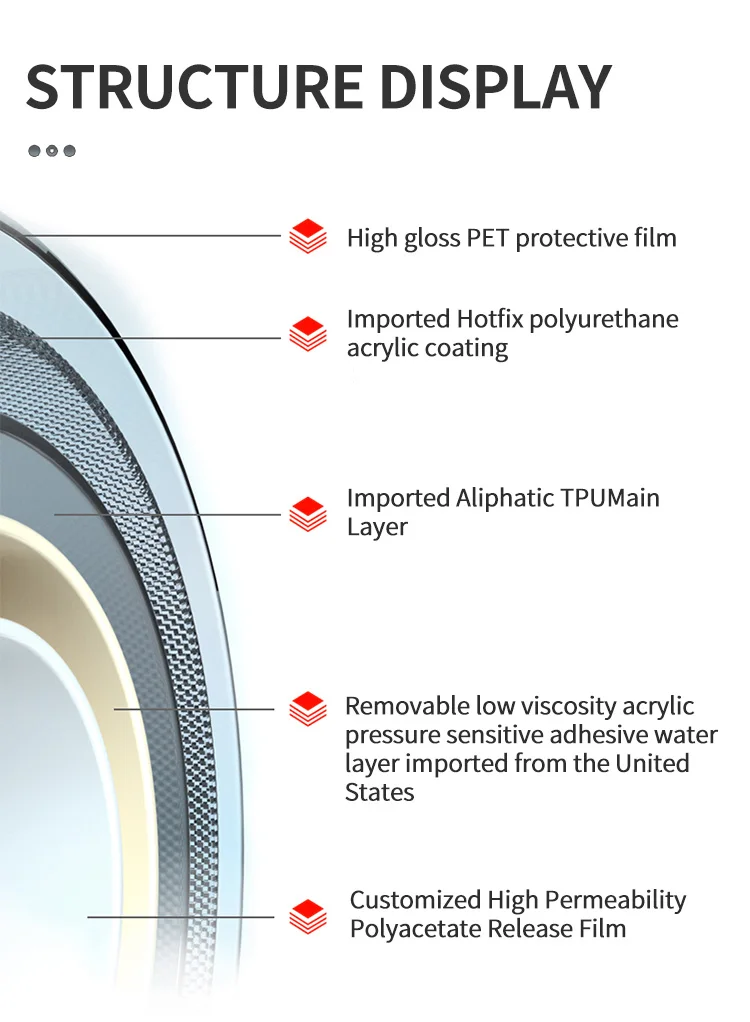 STRUCTURE DISPLAY
High gloss PET protective film
Imported Hotfix polyurethane
acrylic coating
Imported Aliphatic TPUMain
Layer
Removable low viscosity acrylic
pressure sensitive adhesive water
layer imported from the United
States
Customized High Permeability
Polyacetate Release Film